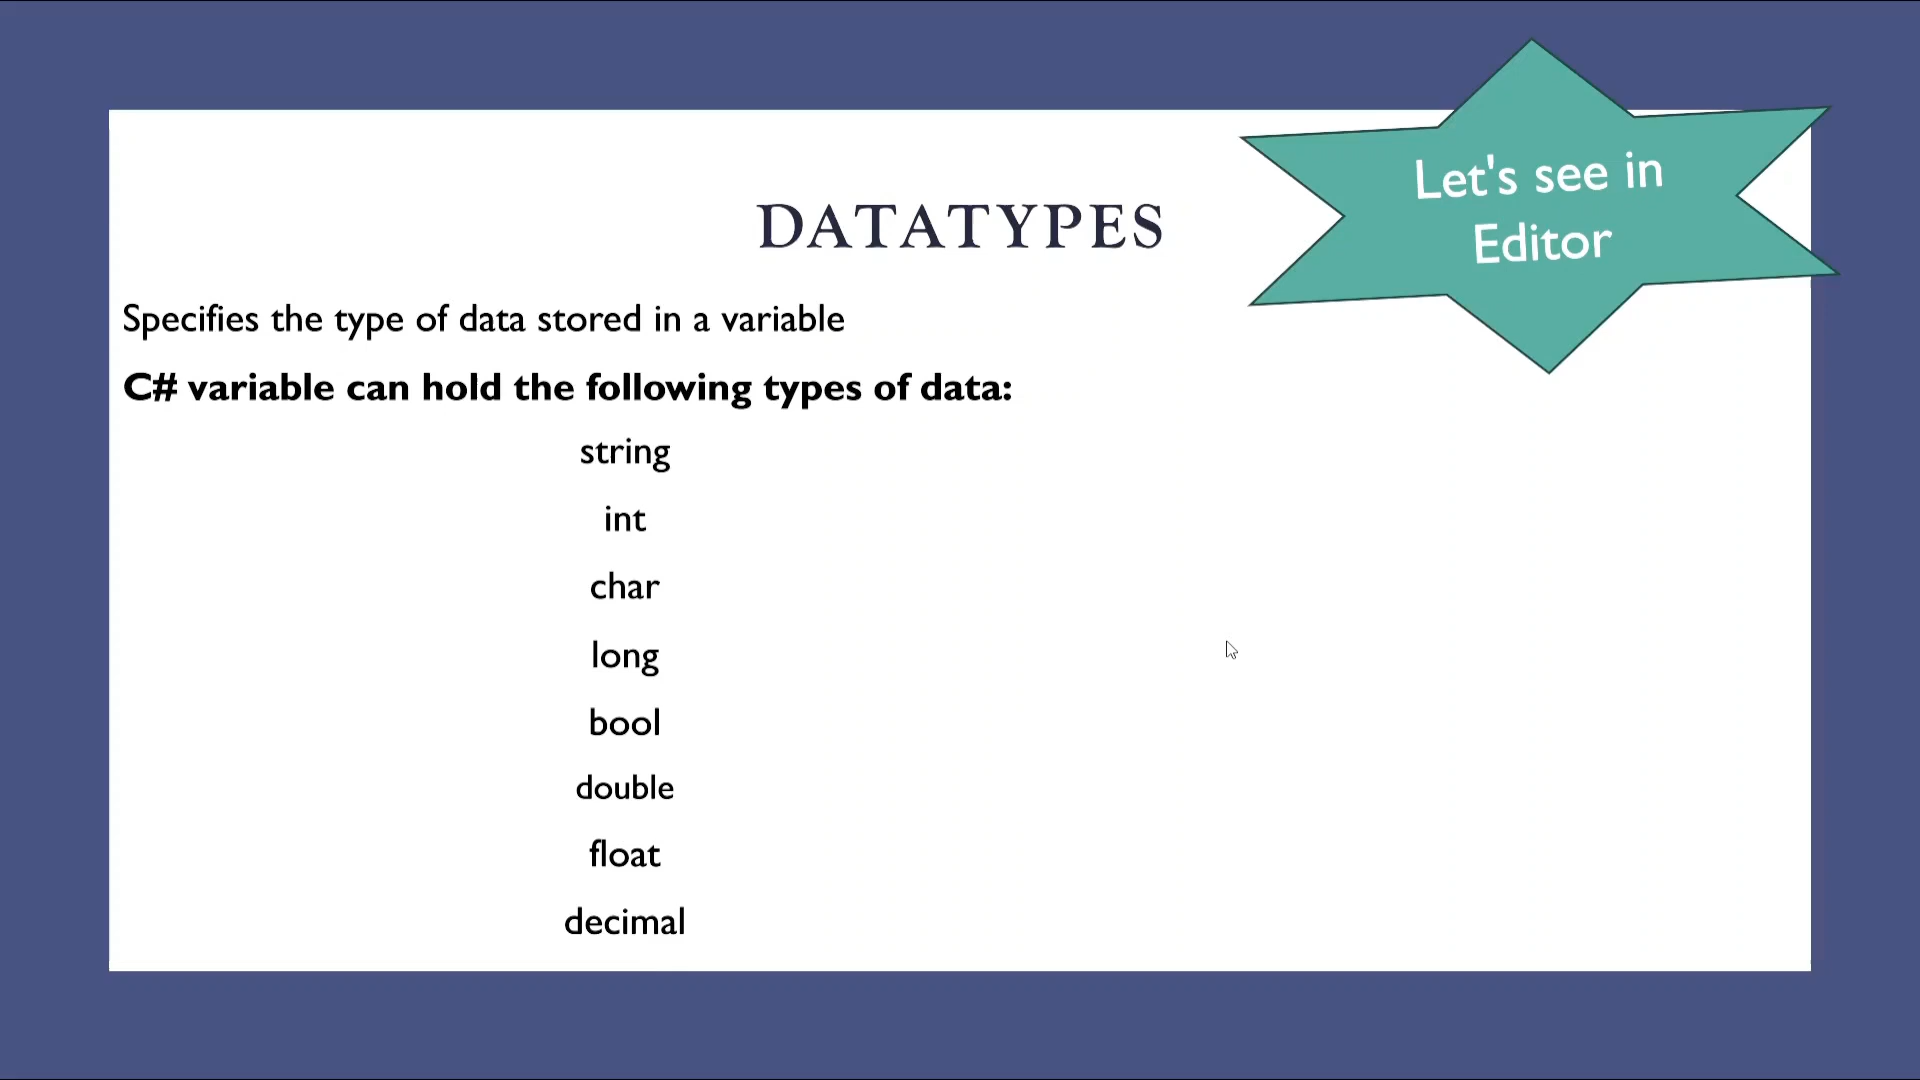 Let's see in
Editor
DATATYPES
Specifies the type of data stored in a variable
C# variable can hold the following types of data:
string
int
char
long
bool
double
float
decimal